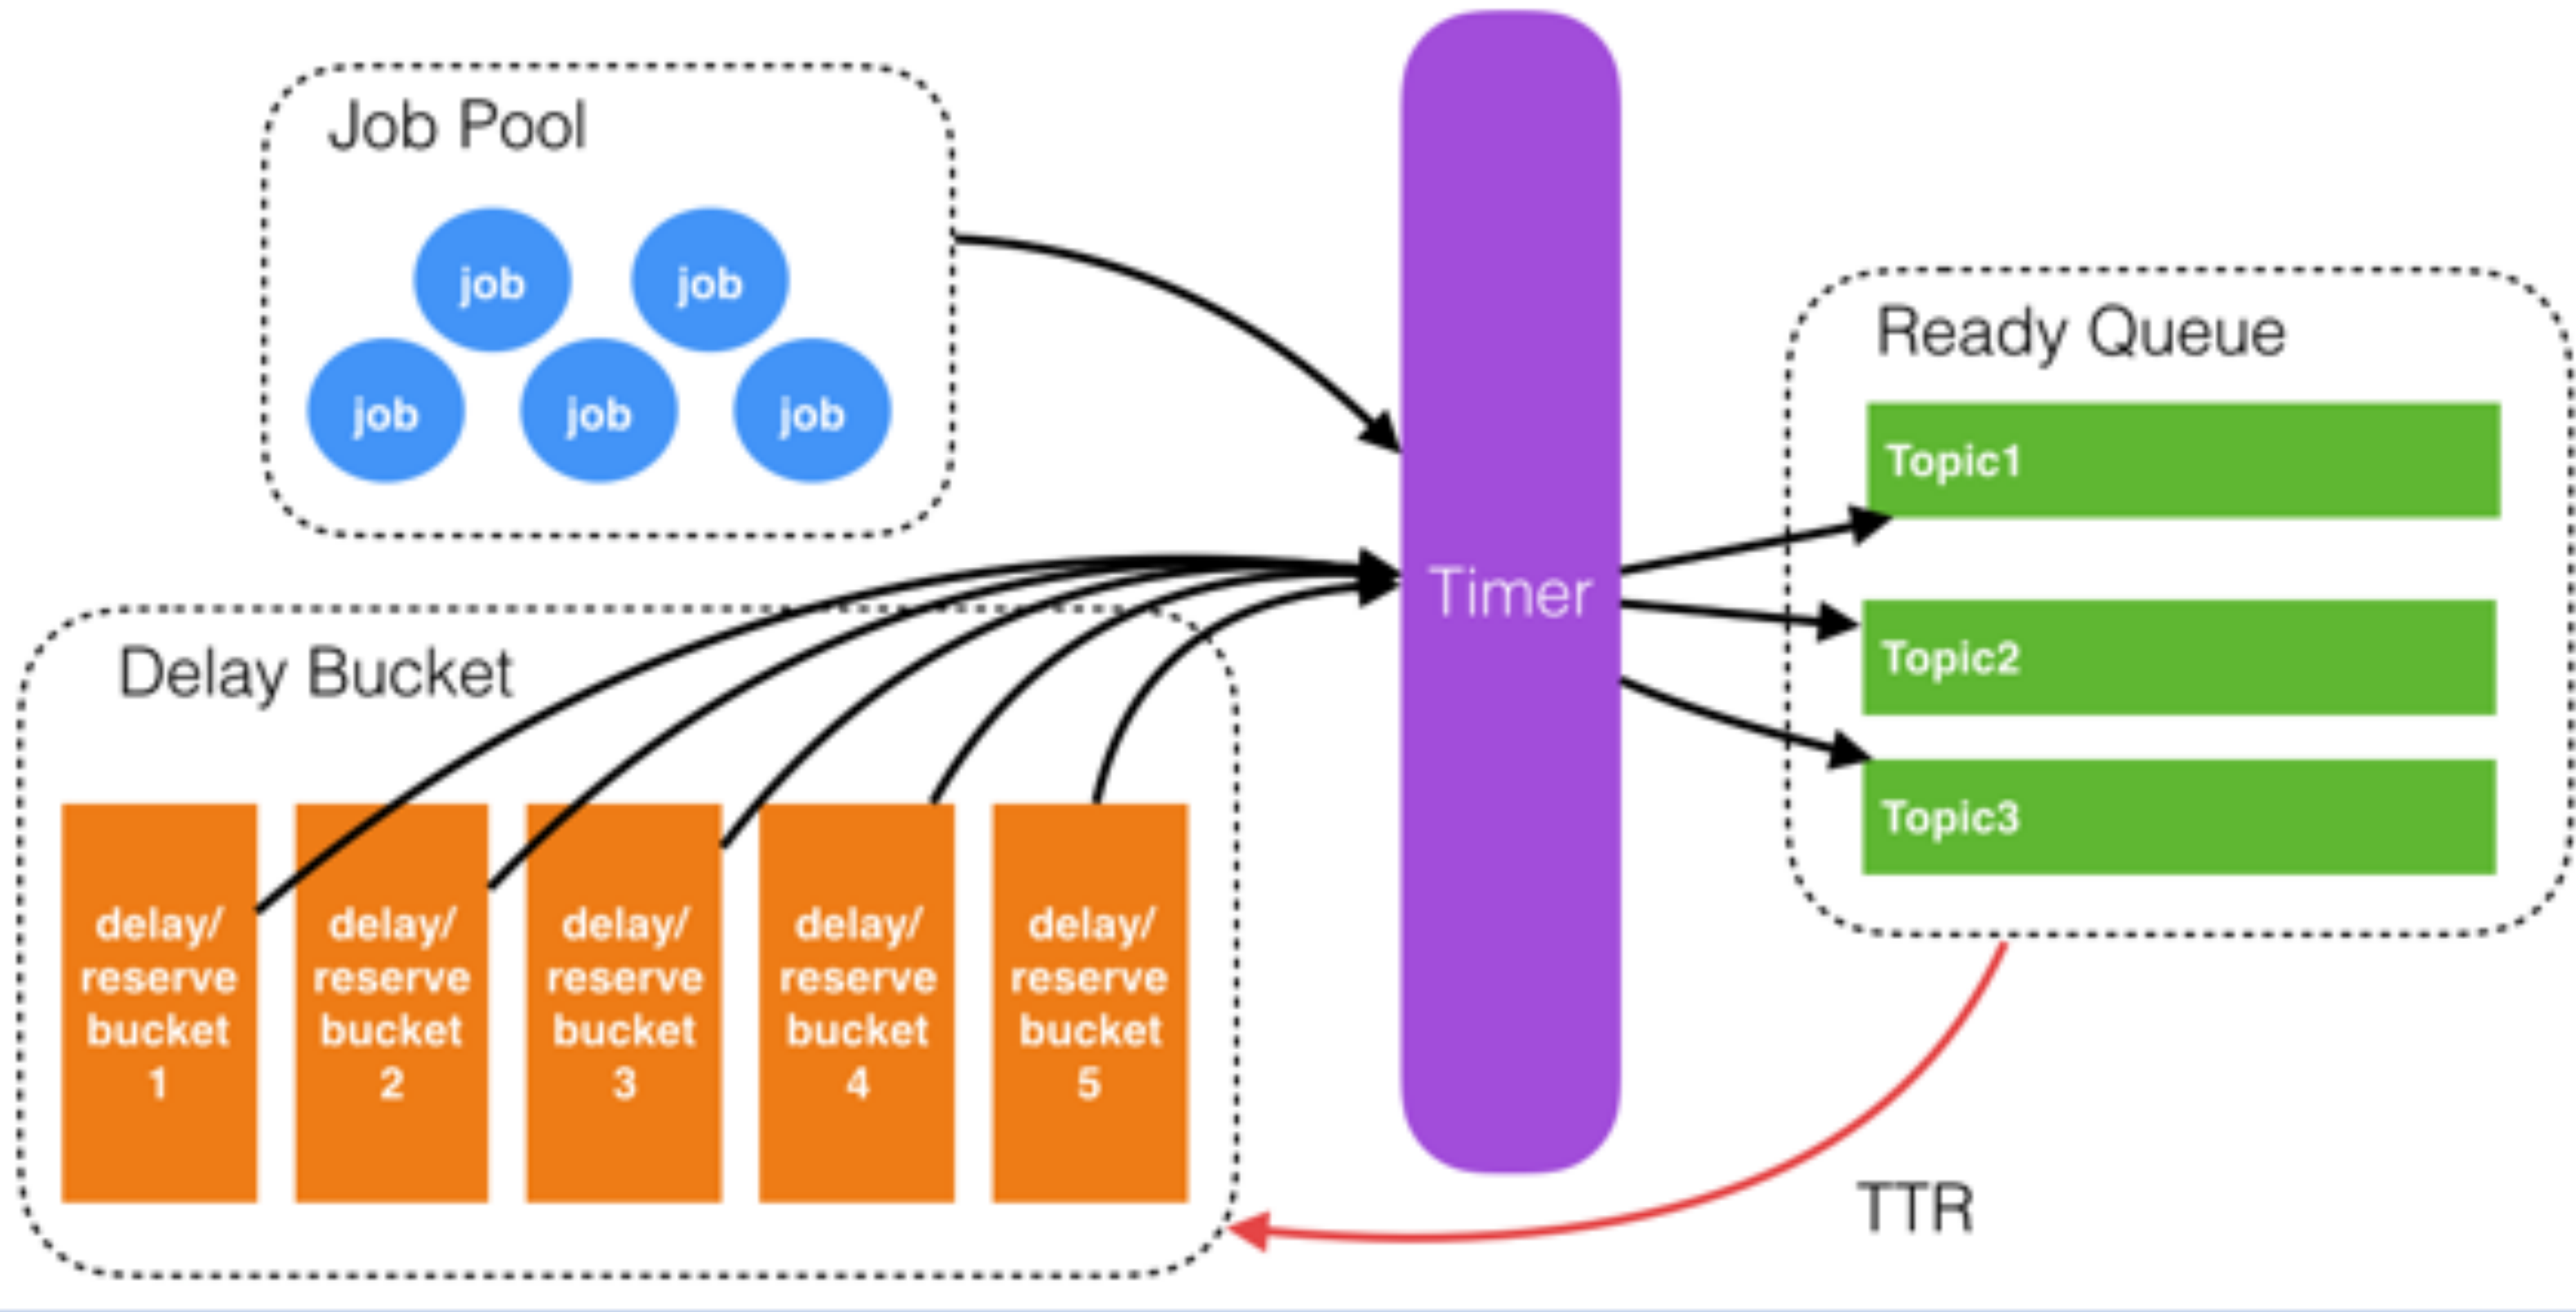 Job Pool
job
job
job
job
job
Delay Bucket
delay/
reserve
bucket
1
delay/
reserve
bucket
2
delay/
reserve
bucket
3
delay/
reserve
bucket
4
delay/
reserve
bucket
5
Timer
Ready Queue
Topic1
Topic2
Topic3
TTR